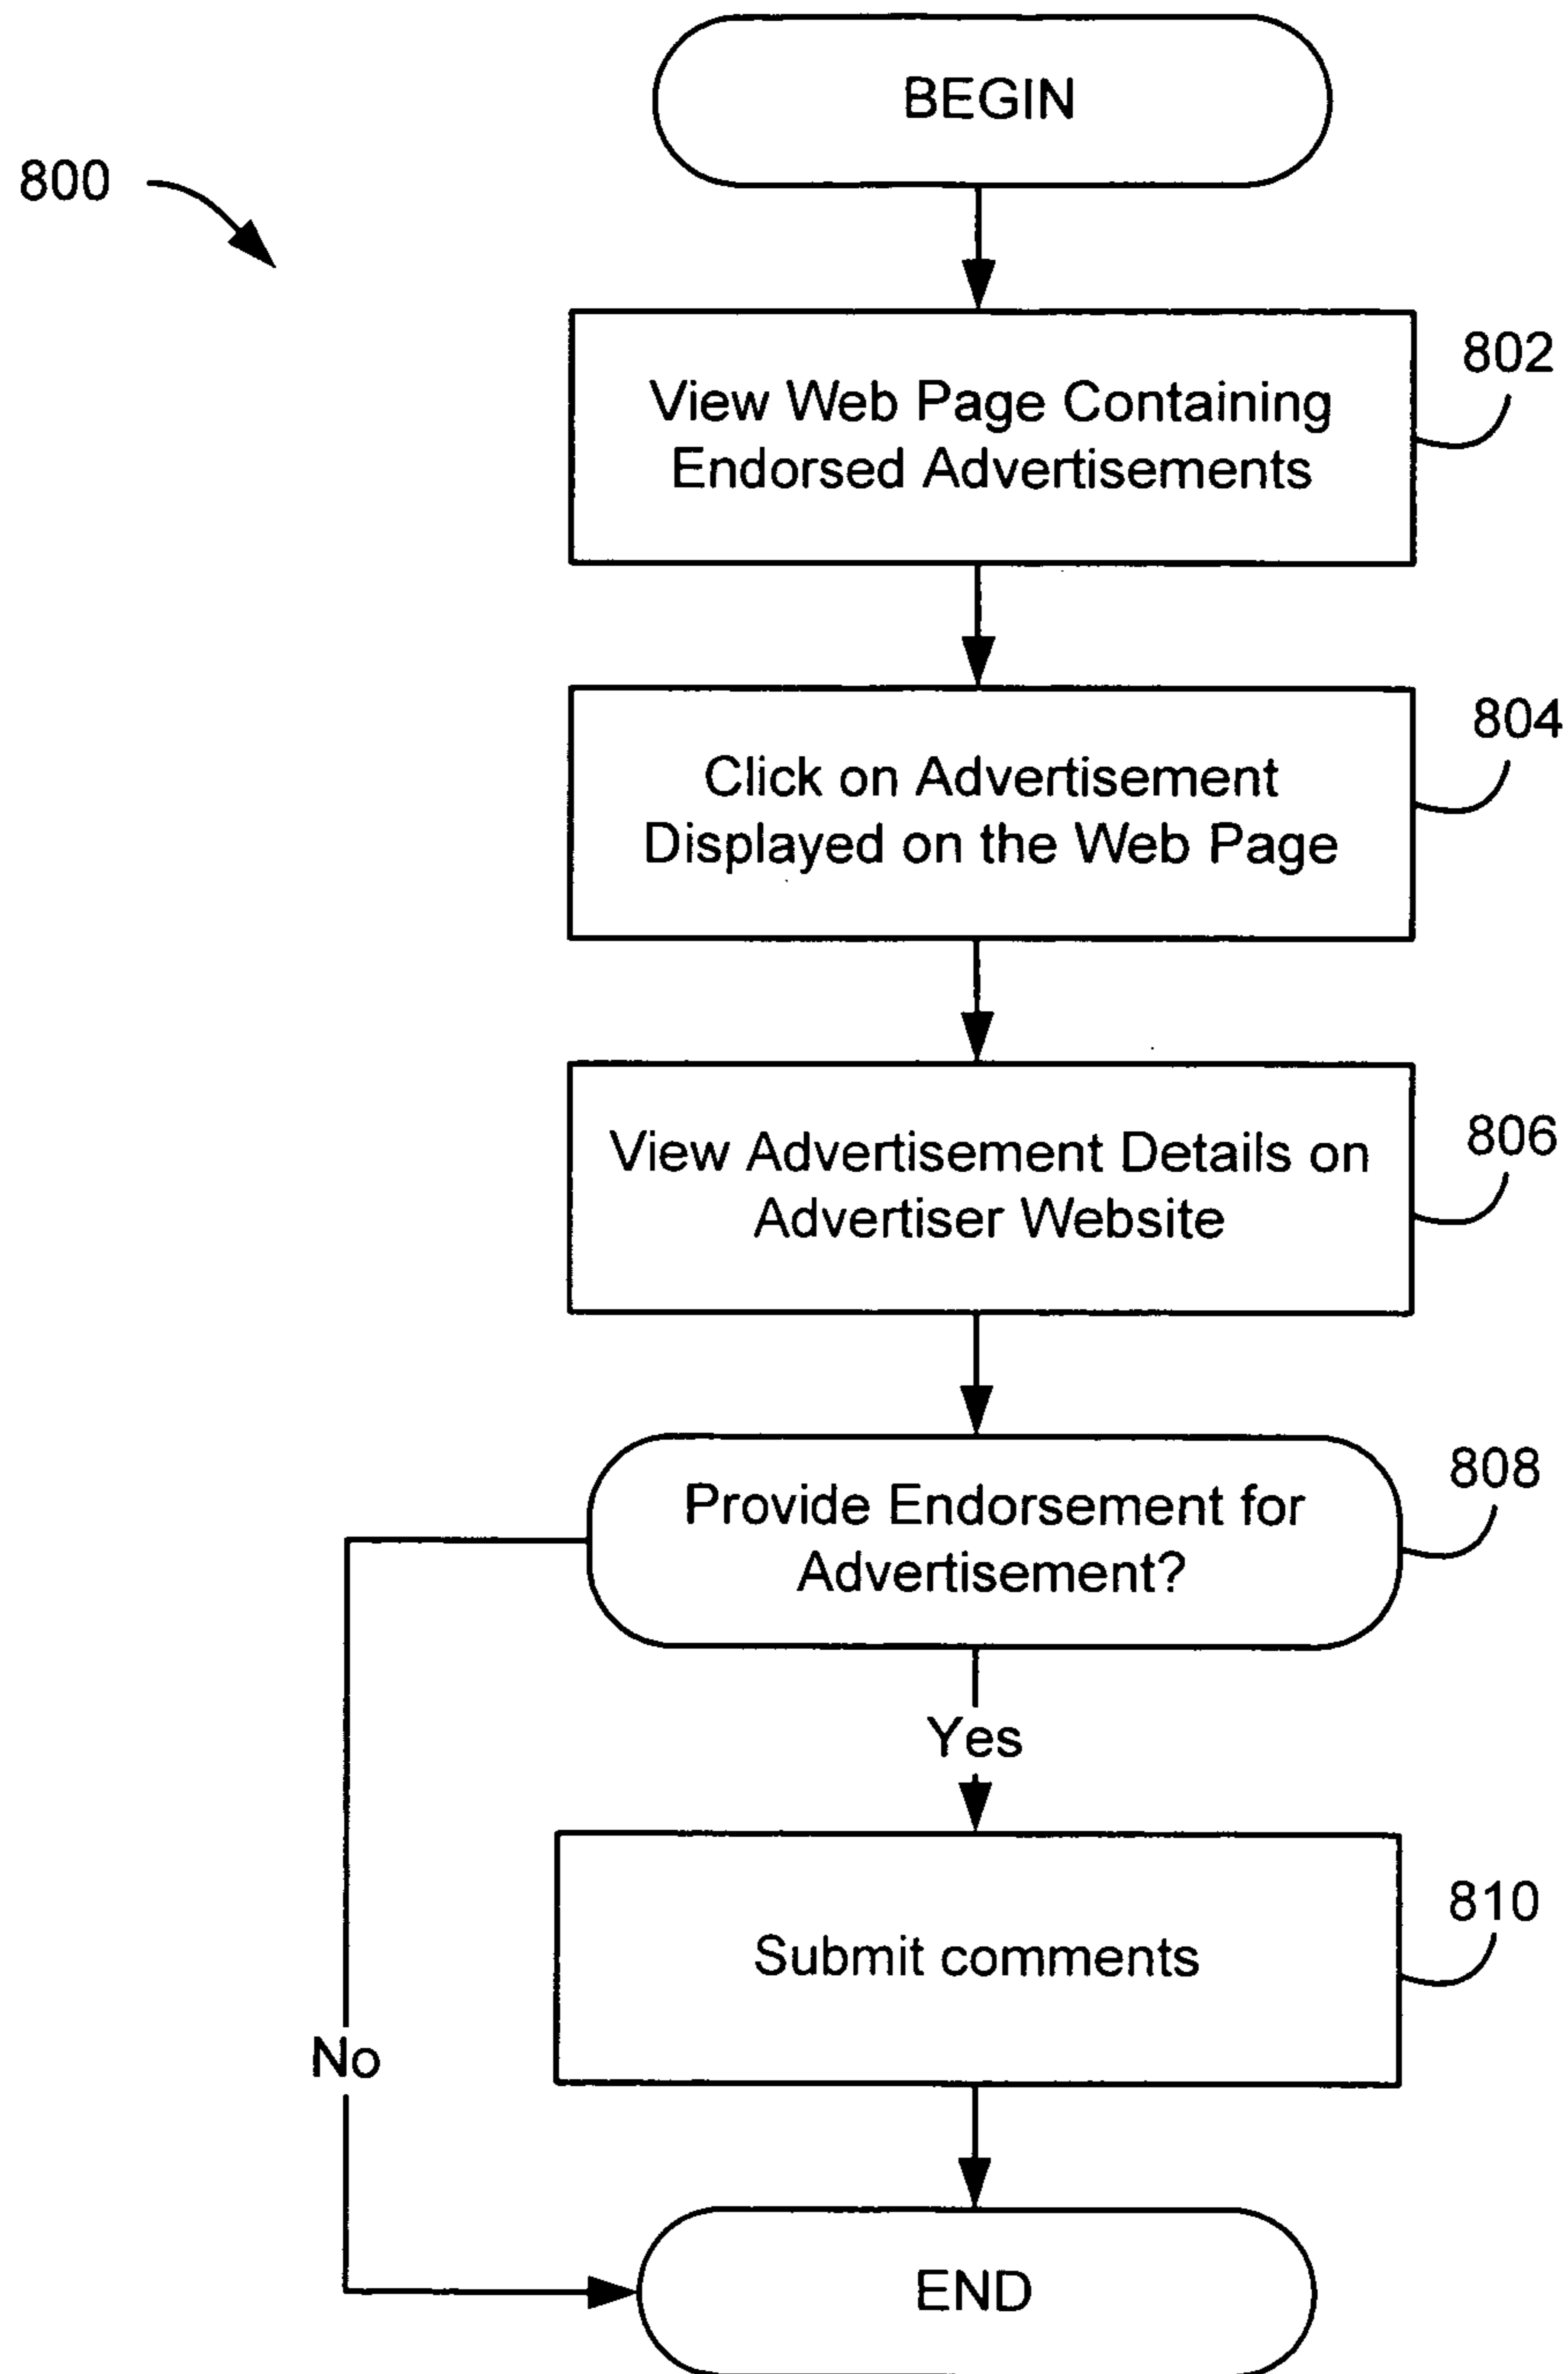 BEGIN
800
802
View Web Page Containing
Endorsed Advertisements
804
Click on Advertisement
Displayed on the Web Page
806
View Advertisement Details on
Advertiser Website
808
Provide Endorsement for
Advertisement?
Yes
810
Submit comments
No
END